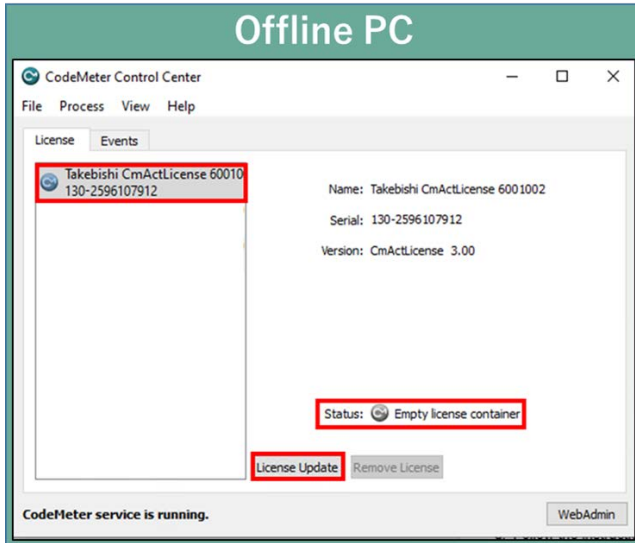 Offline PC
CodeMeter Control Center
File Process View Help
License Events
Takebishi CmActLicense 60010
130-2596107912
Name: Takebishi CmActLicense 6001002
Serial: 130-2596107912
Version: CmActLicense 3.00
Status: Empty license container
License Update Remove License
CodeMeter service is running.
WebAdmin